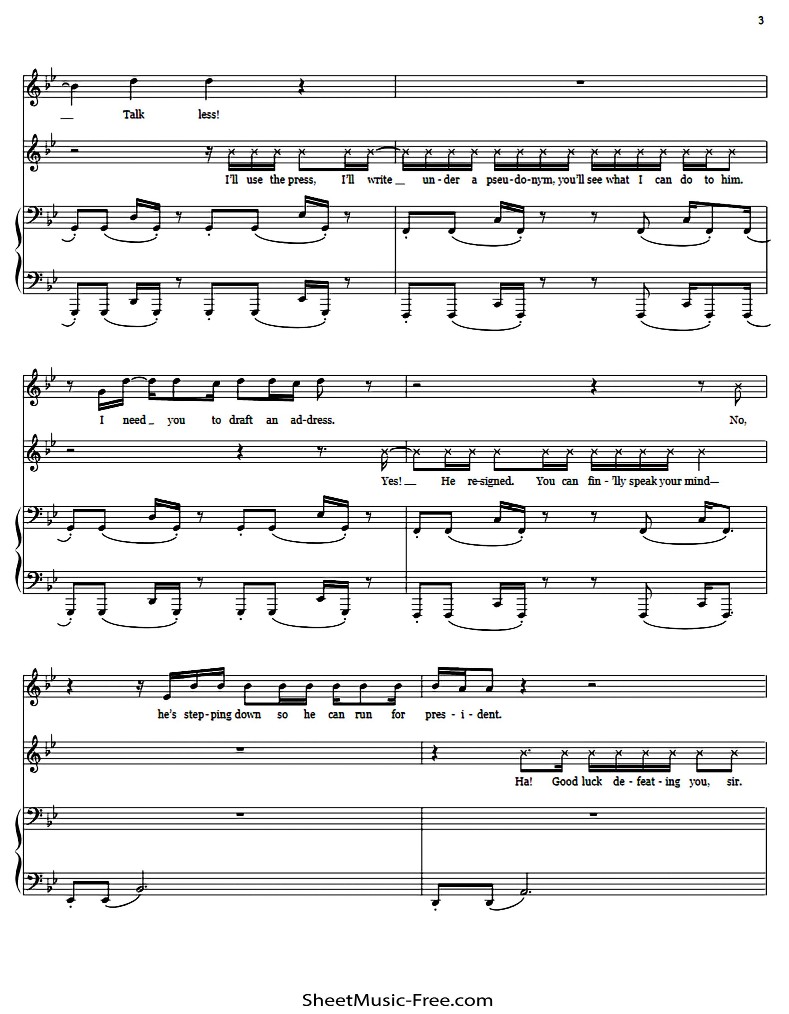 3
Talk less!
I'll use the press, I'll write un - der a pseu - do - nym, you'll see what I can do to him.
I need you to draft an ad - dress. No,
Yes! He re - signed. You can fin - 'lly speak your mind—
he's step - ping down so he can run for pres - i - dent.
Ha! Good luck de - feat - ing you, sir.
SheetMusic-Free.com